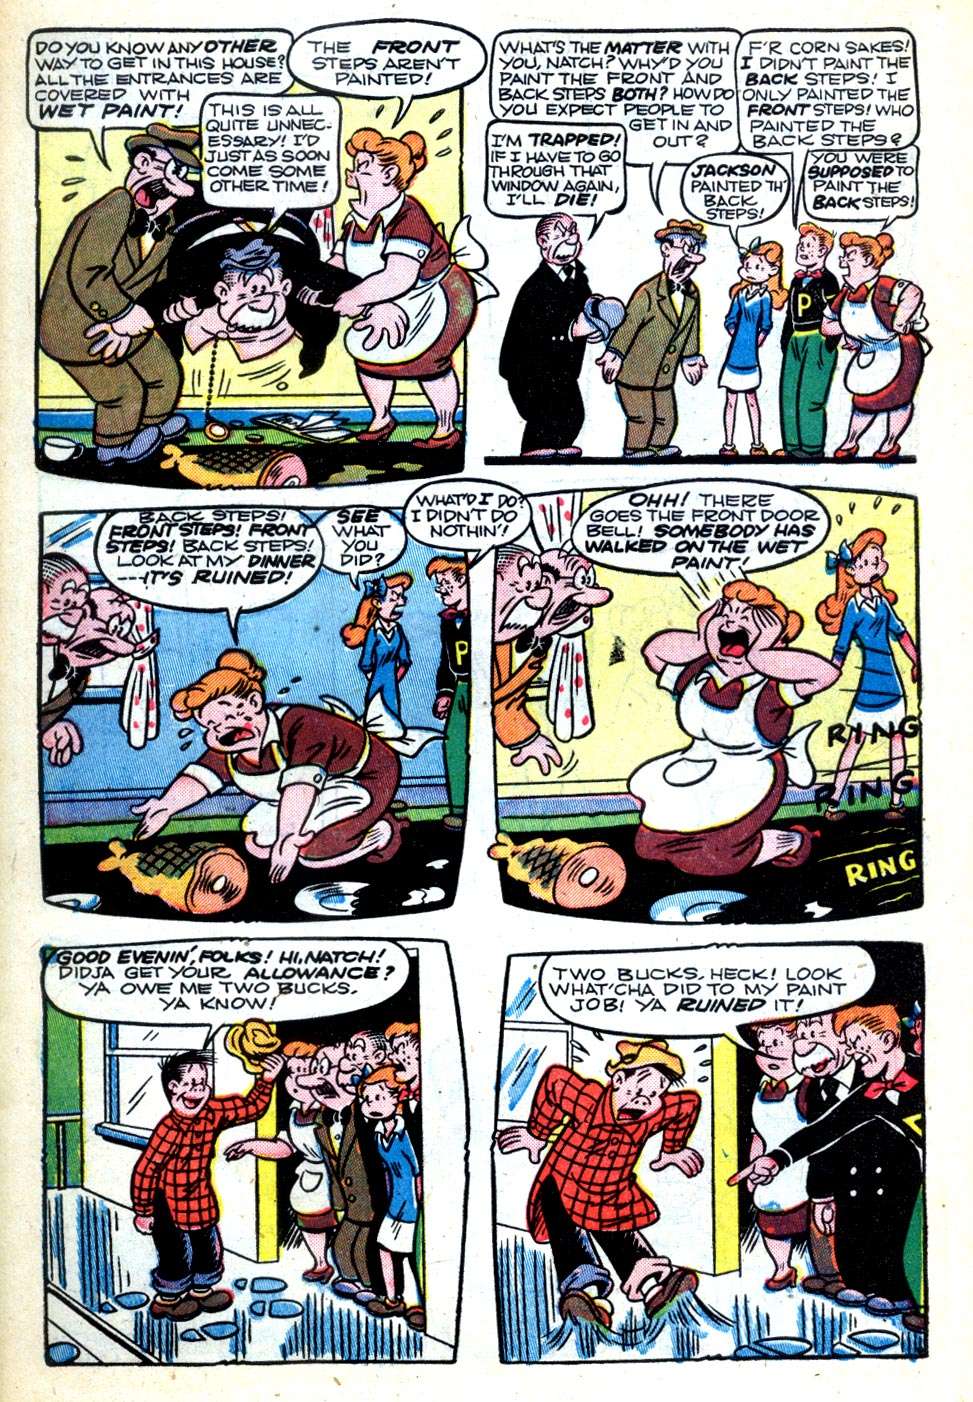 DO YOU KNOW ANY OTHER
WAY TO GET IN THIS HOUSE?
ALL THE ENTRANCES ARE
COVERED WITH
WET PAINT!
THE FRONT
STEPS AREN'T
PAINTED!
THIS IS ALL
QUITE UNNEC-
ESSARY! I'D
JUST AS SOON
COME SOME
OTHER TIME!
I'M TRAPPED!
IF I HAVE TO GO
THROUGH THAT
WINDOW AGAIN,
I'LL DIE!
WHAT'S THE MATTER WITH
YOU, NATCH? WHY'D YOU
PAINT THE FRONT AND
BACK STEPS BOTH? HOW DO
YOU EXPECT PEOPLE TO
GET IN AND
OUT?
JACKSON
PAINTED TH'
BACK
STEPS!
F'R CORN SAKES!
I DIDN'T PAINT THE
BACK STEPS! I
ONLY PAINTED THE
FRONT STEPS! WHO
PAINTED THE
BACK STEPS?
YOU WERE
SUPPOSED TO
PAINT THE
BACK STEPS!
P
BACK STEPS!
FRONT STEPS! FRONT
STEPS! BACK STEPS!
LOOK AT MY DINNER
---IT'S RUINED!
SEE
WHAT
YOU
DID?
WHAT'D I DO?
I DIDN'T DO
NOTHIN'!
P
OHH! THERE
GOES THE FRONT DOOR
BELL! SOMEBODY HAS
WALKED ON THE WET
PAINT!
RING
RING
RING
GOOD EVENIN', FOLKS! HI, NATCH!
DIDJA GET YOUR ALLOWANCE?
YA OWE ME TWO BUCKS,
YA KNOW!
TWO BUCKS, HECK! LOOK
WHAT'CHA DID TO MY PAINT
JOB! YA RUINED IT!